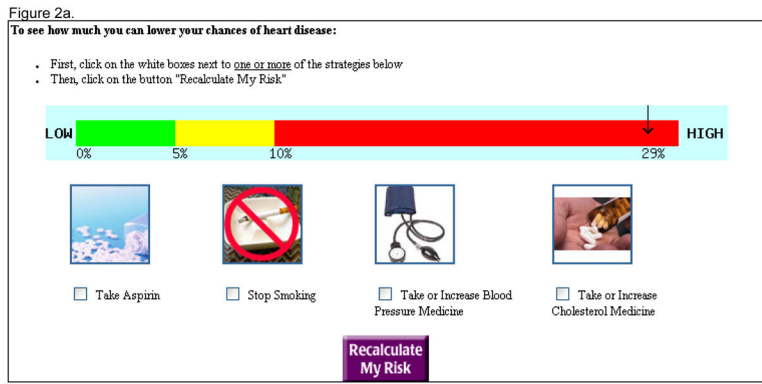 Figure 2a.
To see how much you can lower your chances of heart disease:
• First, click on the white boxes next to one or more of the strategies below
• Then, click on the button "Recalculate My Risk"
LOW HIGH
0% 5% 10% 29%
Take Aspirin
Stop Smoking
Take or Increase Blood
Pressure Medicine
Take or Increase
Cholesterol Medicine
Recalculate
My Risk